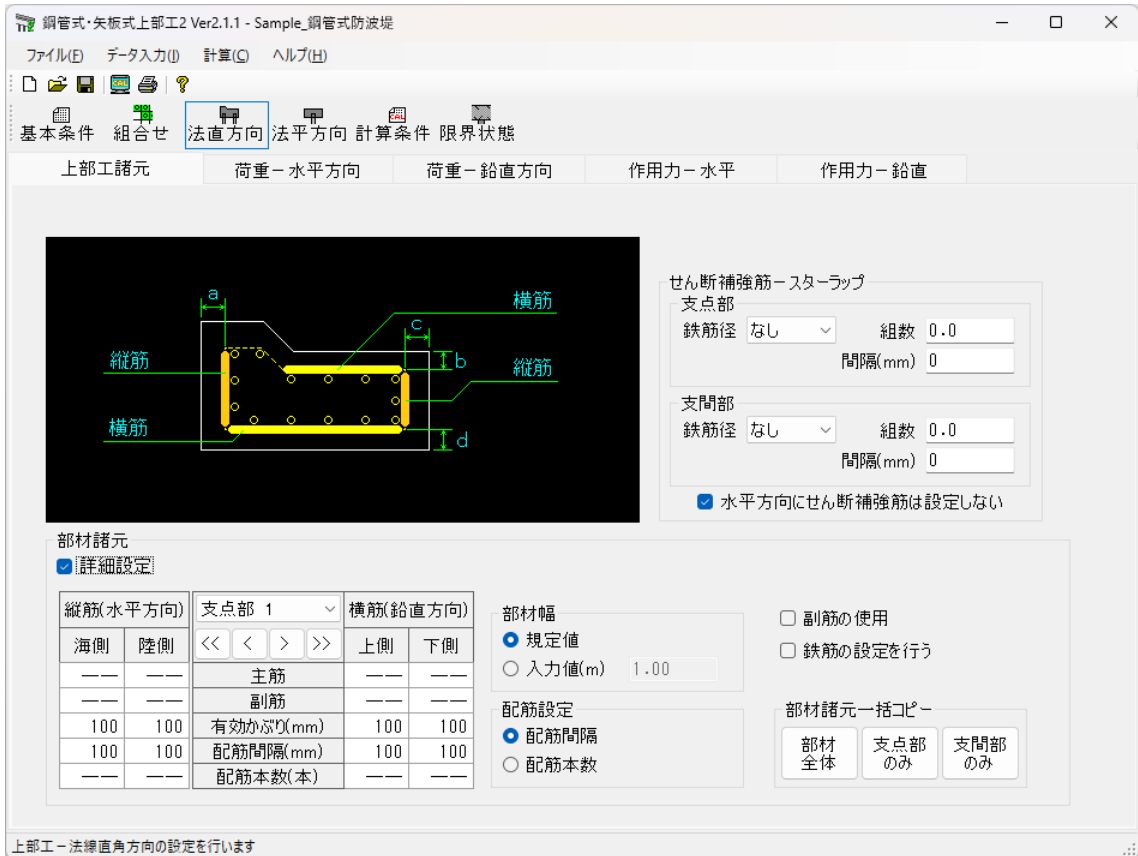 鋼管式・矢板式上部工2 Ver2.1.1 - Sample_鋼管式防波堤
ファイル(F) データ入力(I) 計算(C) ヘルプ(H)
基本条件 組合せ 法直方向 法平方向 計算条件 限界状態
上部工諸元 荷重－水平方向 荷重－鉛直方向 作用力－水平 作用力－鉛直
a
横筋
c
縦筋
b
縦筋
横筋
d
せん断補強筋－スターラップ
支点部
鉄筋径 なし 組数 0.0
間隔(mm) 0
支間部
鉄筋径 なし 組数 0.0
間隔(mm) 0
水平方向にせん断補強筋は設定しない
部材諸元
詳細設定
縦筋(水平方向) 支点部 1 横筋(鉛直方向)
海側 陸側 << < > >> 上側 下側
―― ―― 主筋 ―― ――
―― ―― 副筋 ―― ――
100 100 有効かぶり(mm) 100 100
100 100 配筋間隔(mm) 100 100
―― ―― 配筋本数(本) ―― ――
部材幅
規定値
入力値(m) 1.00
配筋設定
配筋間隔
配筋本数
副筋の使用
鉄筋の設定を行う
部材諸元一括コピー
部材 支点部 支間部
全体 のみ のみ
上部工－法線直角方向の設定を行います